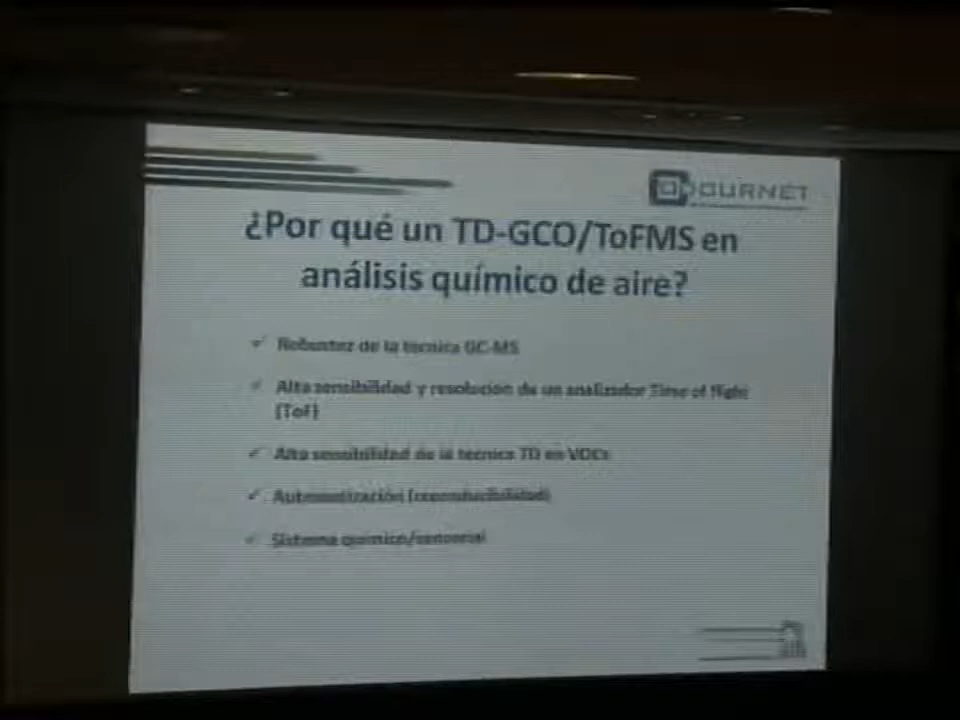 ODOURNET
¿Por qué un TD-GCO/ToFMS en
análisis químico de aire?
Robustez de la técnica GC-MS
Alta sensibilidad y resolución de un analizador Time of flight
(ToF)
Alta sensibilidad de la técnica TD en VOCs
Automatización (reproducibilidad)
Sistema químico/sensorial